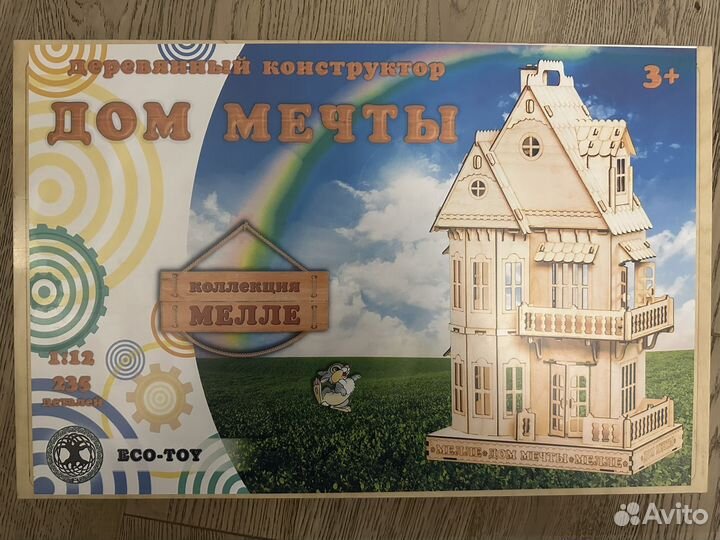 деревянный конструктор
3+
ДОМ МЕЧТЫ
коллекция
МЕЛЛЕ
1:12
235
деталей
ECO-TOY
МЕЛЛЕ ДОМ МЕЧТЫ МЕЛЛЕ
Avito